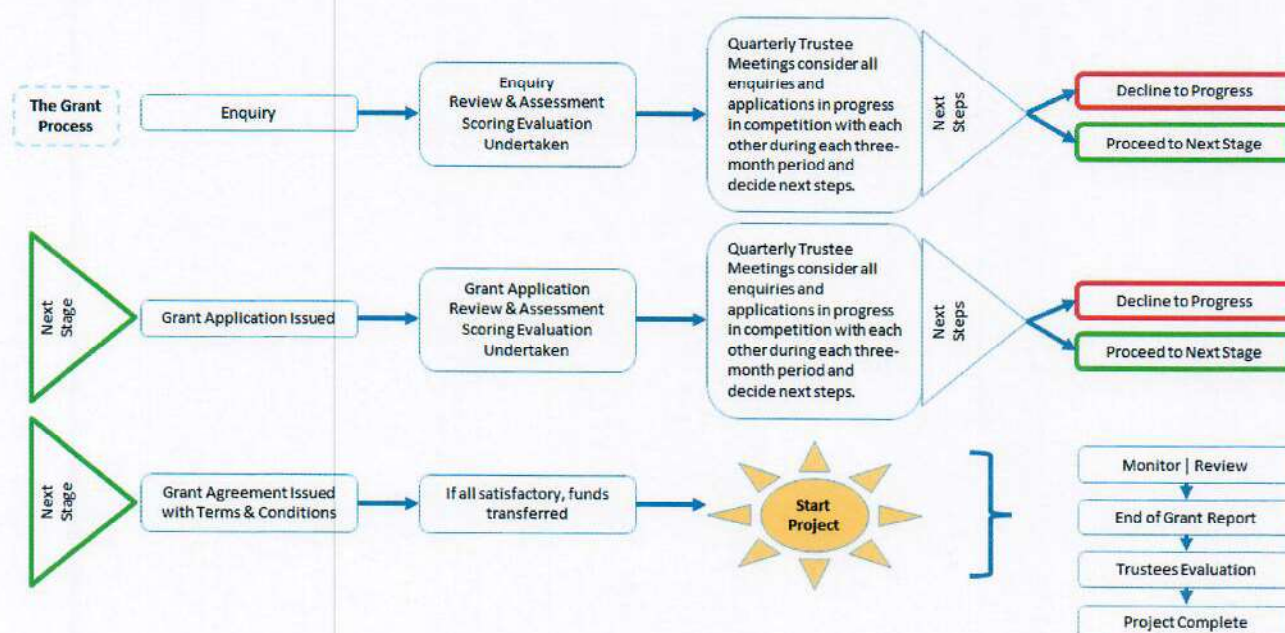 The Grant
Process
Enquiry
Enquiry
Review & Assessment
Scoring Evaluation
Undertaken
Quarterly Trustee
Meetings consider all
enquiries and
applications in progress
in competition with each
other during each three-
month period and
decide next steps.
Next
Steps
Decline to Progress
Proceed to Next Stage
Next
Stage
Grant Application Issued
Grant Application
Review & Assessment
Scoring Evaluation
Undertaken
Quarterly Trustee
Meetings consider all
enquiries and
applications in progress
in competition with each
other during each three-
month period and
decide next steps.
Next
Steps
Decline to Progress
Proceed to Next Stage
Next
Stage
Grant Agreement Issued
with Terms & Conditions
If all satisfactory, funds
transferred
Start
Project
Monitor | Review
End of Grant Report
Trustees Evaluation
Project Complete